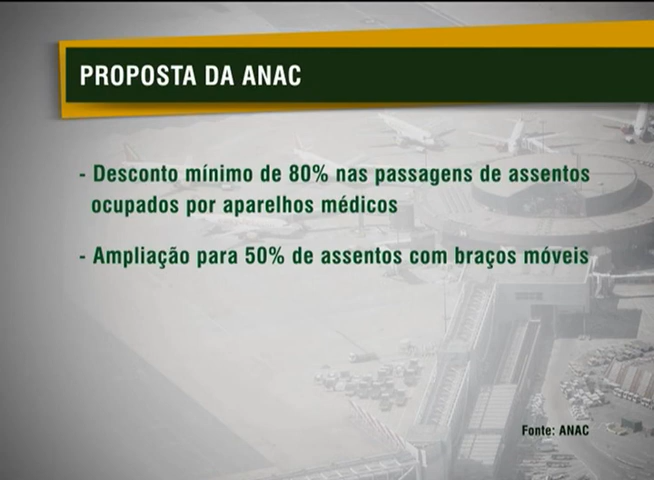 PROPOSTA DA ANAC
- Desconto mínimo de 80% nas passagens de assentos
ocupados por aparelhos médicos
- Ampliação para 50% de assentos com braços móveis
Fonte: ANAC